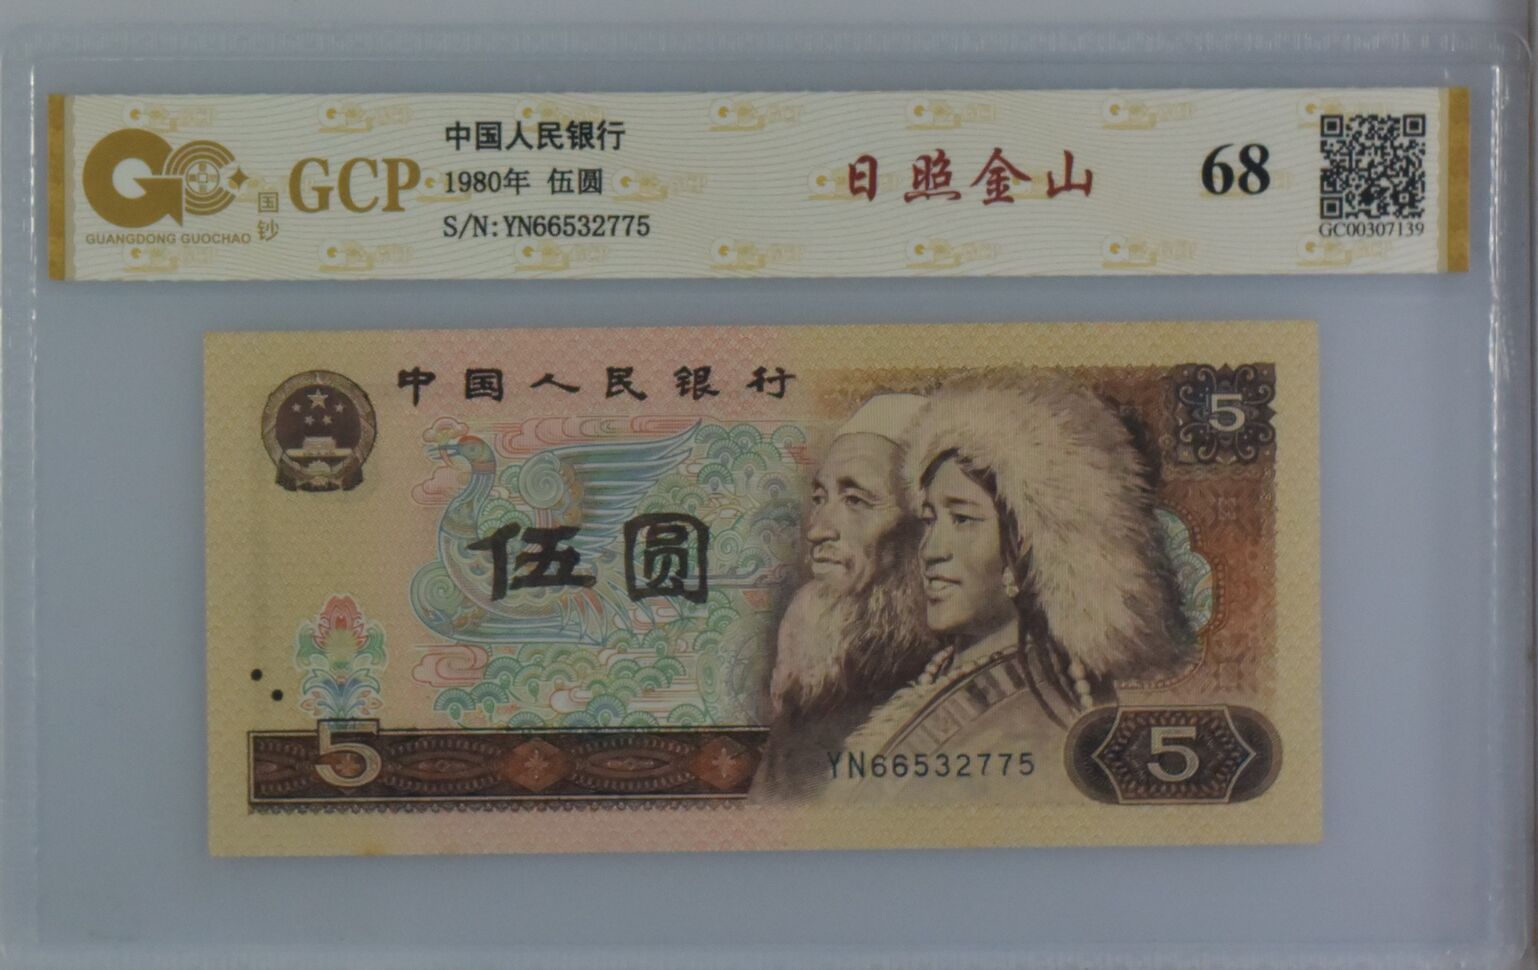 GCP
国钞
GUANGDONG GUOCHAO
中国人民银行
1980年 伍圆
S/N:YN66532775
日照金山
68
GC00307139
中国人民银行
5
伍圆
5
YN66532775
5